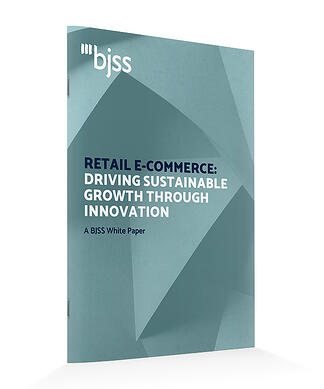 bjss
RETAIL E-COMMERCE:
DRIVING SUSTAINABLE
GROWTH THROUGH
INNOVATION
A BJSS White Paper